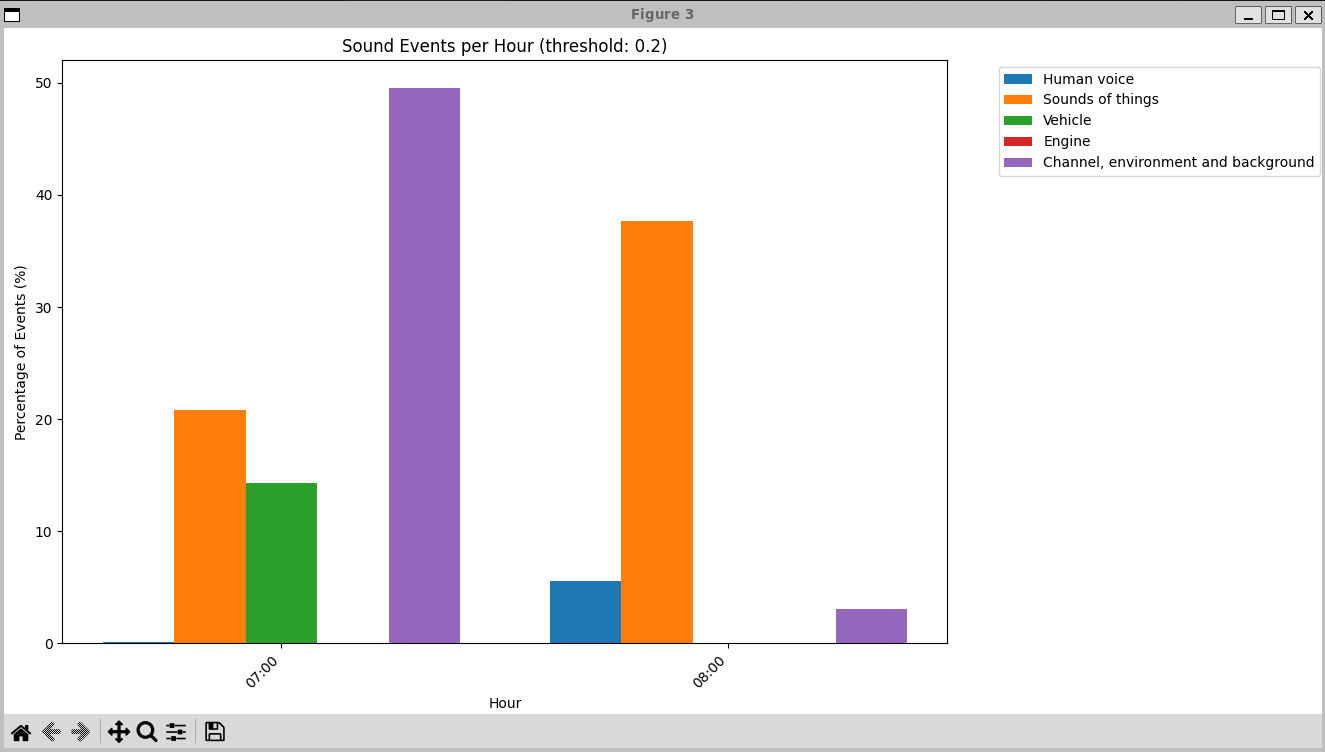 Figure 3
Sound Events per Hour (threshold: 0.2)
Human voice
Sounds of things
Vehicle
Engine
Channel, environment and background
Percentage of Events (%)
50
40
30
20
10
0
07:00
08:00
Hour